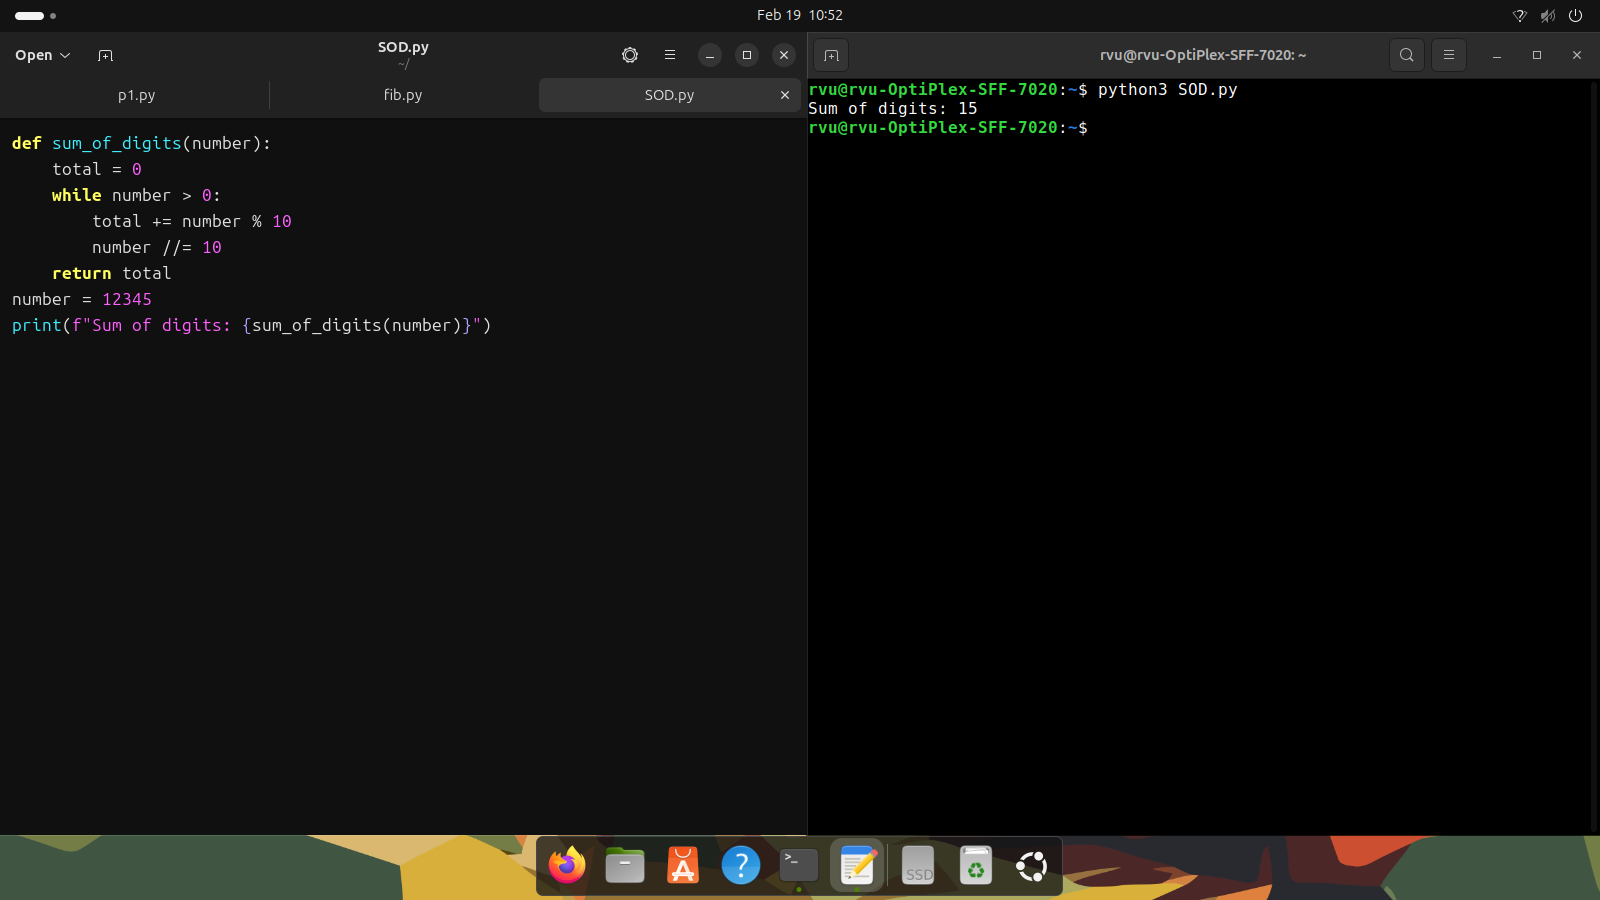 Feb 19 10:52
Open
SOD.py
~/
p1.py
fib.py
SOD.py
def sum_of_digits(number):
    total = 0
    while number > 0:
        total += number % 10
        number //= 10
    return total
number = 12345
print(f"Sum of digits: {sum_of_digits(number)}")
rvu@rvu-OptiPlex-SFF-7020: ~
rvu@rvu-OptiPlex-SFF-7020:~$ python3 SOD.py
Sum of digits: 15
rvu@rvu-OptiPlex-SFF-7020:~$
>_
?
SSD